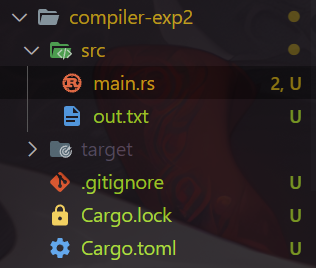 compiler-exp2
src
main.rs 2, U
out.txt U
target
.gitignore U
Cargo.lock U
Cargo.toml U